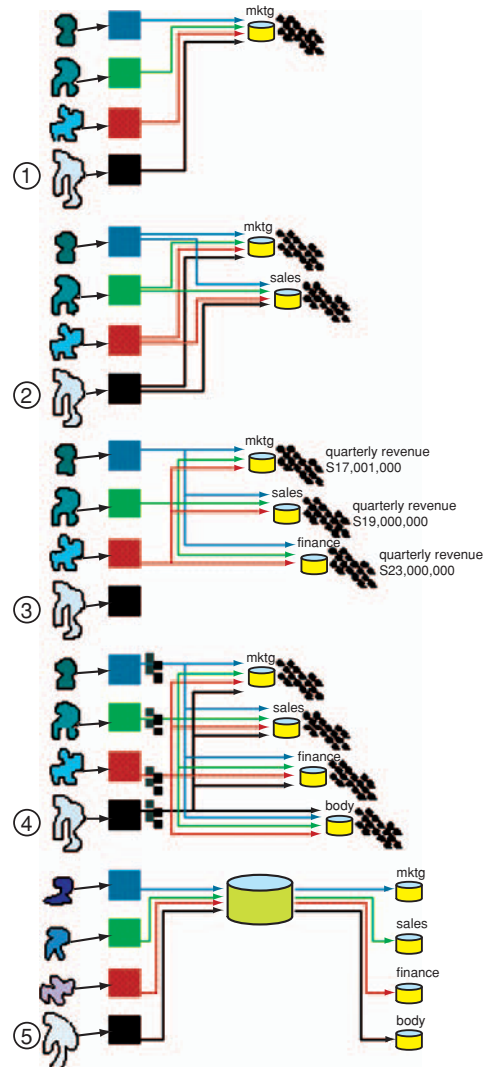 mktg
1
mktg
sales
2
mktg
quarterly revenue
S17,001,000
sales
quarterly revenue
S19,000,000
finance
quarterly revenue
S23,000,000
3
mktg
sales
finance
body
4
mktg
sales
finance
body
5